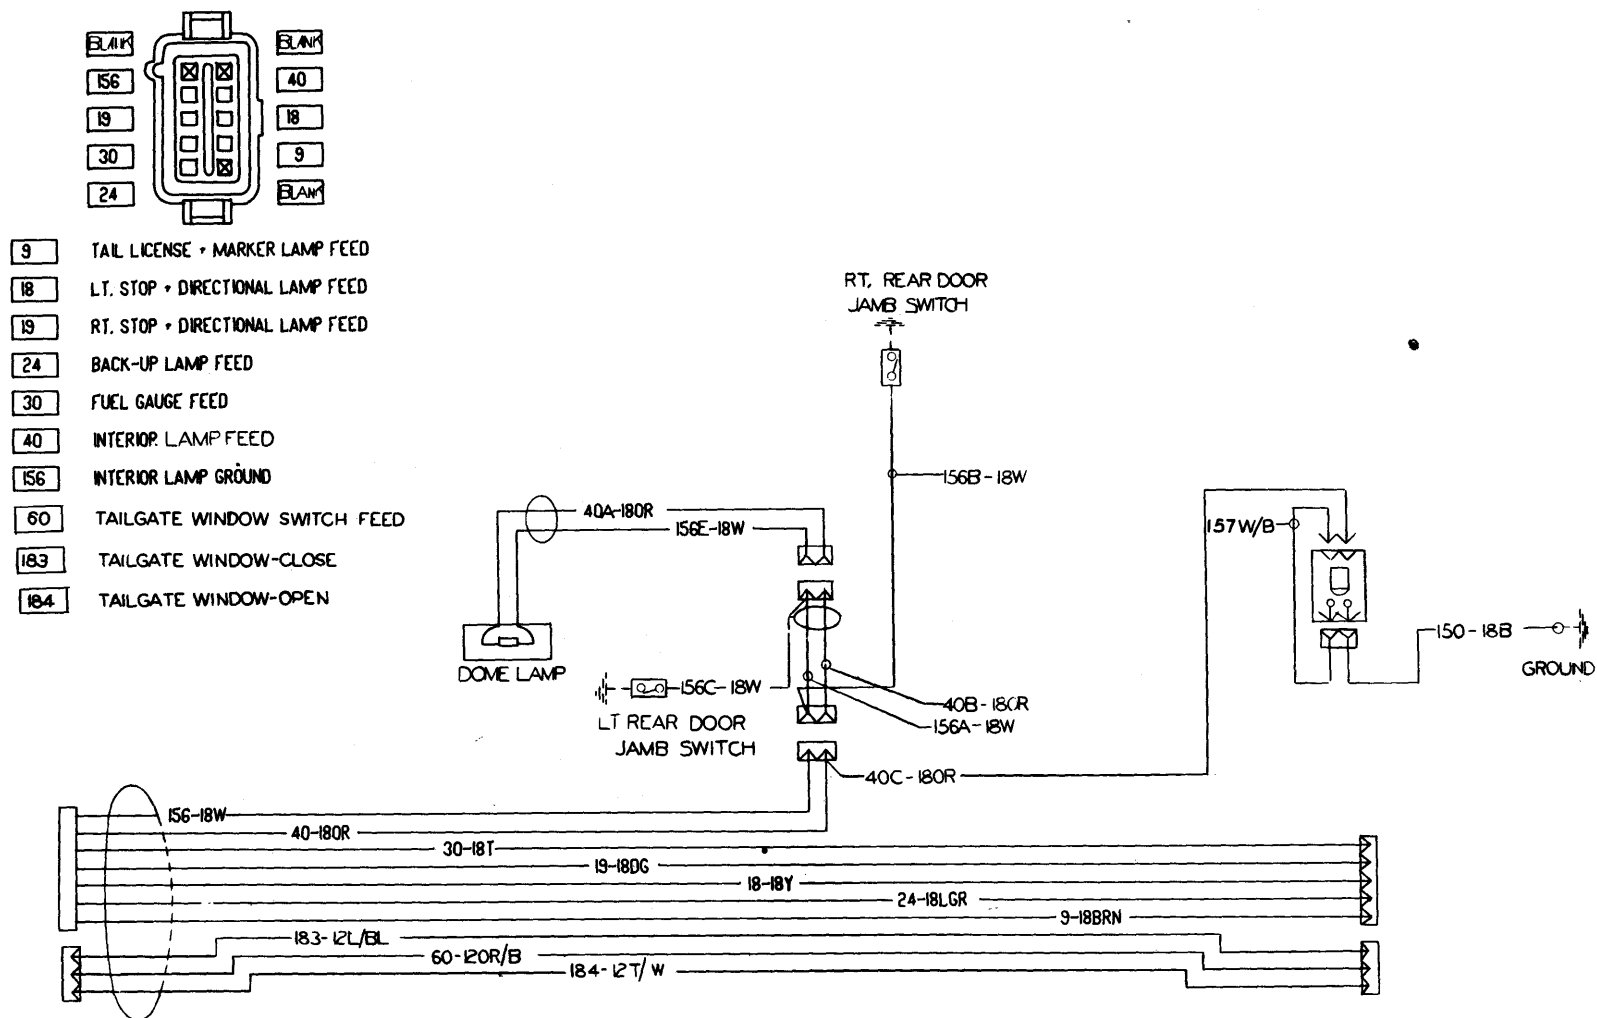 BLANK BLANK
156 40
19 18
30 9
24 BLANK
9 TAIL LICENSE + MARKER LAMP FEED
18 LT. STOP + DIRECTIONAL LAMP FEED
19 RT. STOP + DIRECTIONAL LAMP FEED
24 BACK-UP LAMP FEED
30 FUEL GAUGE FEED
40 INTERIOR. LAMP FEED
156 INTERIOR LAMP GROUND
60 TAILGATE WINDOW SWITCH FEED
183 TAILGATE WINDOW-CLOSE
184 TAILGATE WINDOW-OPEN
RT. REAR DOOR
JAMB SWITCH
156B-18W
40A-18OR
156E-18W
157W/B
150-18B
GROUND
DOME LAMP
156C-18W
LT REAR DOOR
JAMB SWITCH
40B-18OR
156A-18W
40C-18OR
156-18W
40-18OR
30-18T
19-18DG
18-18Y
24-18LGR
9-18BRN
183-12L/BL
60-12OR/B
184-12T/W